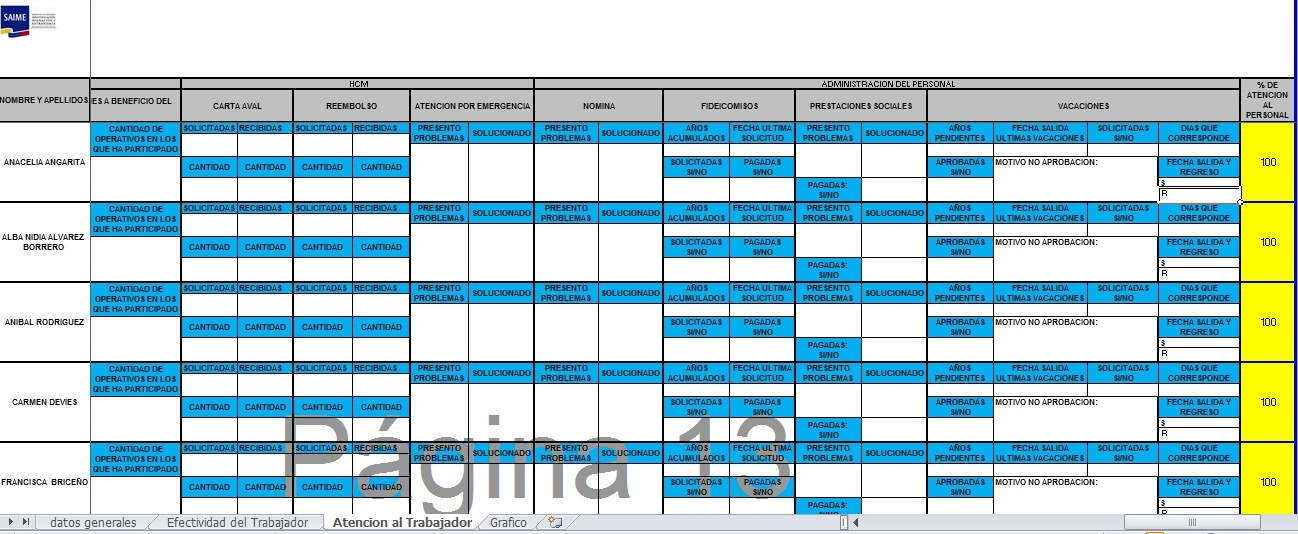 SAIME
HCM ADMINISTRACION DEL PERSONAL % DE ATENCION AL PERSONAL
NOMBRE Y APELLIDOS ES A BENEFICIO DEL CARTA AVAL REEMBOLSO ATENCION POR EMERGENCIA NOMINA FIDEICOMISOS PRESTACIONES SOCIALES VACACIONES
ANACELIA ANGARITA
CANTIDAD DE OPERATIVOS EN LOS QUE HA PARTICIPADO
SOLICITADAS RECIBIDAS SOLICITADAS RECIBIDAS PRESENTO PROBLEMAS SOLUCIONADO PRESENTO PROBLEMAS SOLUCIONADO AÑOS ACUMULADOS FECHA ULTIMA SOLICITUD PRESENTO PROBLEMAS SOLUCIONADO AÑOS PENDIENTES FECHA SALIDA ULTIMAS VACACIONES SOLICITADAS SI/NO DIAS QUE CORRESPONDE
CANTIDAD CANTIDAD CANTIDAD CANTIDAD SOLICITADAS SI/NO PAGADAS SI/NO APROBADAS SI/NO MOTIVO NO APROBACION: FECHA SALIDA Y REGRESO 100
PAGADAS: SI/NO S
R
ALBA NIDIA ALVAREZ BORRERO
CANTIDAD DE OPERATIVOS EN LOS QUE HA PARTICIPADO
SOLICITADAS RECIBIDAS SOLICITADAS RECIBIDAS PRESENTO PROBLEMAS SOLUCIONADO PRESENTO PROBLEMAS SOLUCIONADO AÑOS ACUMULADOS FECHA ULTIMA SOLICITUD PRESENTO PROBLEMAS SOLUCIONADO AÑOS PENDIENTES FECHA SALIDA ULTIMAS VACACIONES SOLICITADAS SI/NO DIAS QUE CORRESPONDE
CANTIDAD CANTIDAD CANTIDAD CANTIDAD SOLICITADAS SI/NO PAGADAS SI/NO APROBADAS SI/NO MOTIVO NO APROBACION: FECHA SALIDA Y REGRESO 100
PAGADAS: SI/NO S
R
ANIBAL RODRIGUEZ
CANTIDAD DE OPERATIVOS EN LOS QUE HA PARTICIPADO
SOLICITADAS RECIBIDAS SOLICITADAS RECIBIDAS PRESENTO PROBLEMAS SOLUCIONADO PRESENTO PROBLEMAS SOLUCIONADO AÑOS ACUMULADOS FECHA ULTIMA SOLICITUD PRESENTO PROBLEMAS SOLUCIONADO AÑOS PENDIENTES FECHA SALIDA ULTIMAS VACACIONES SOLICITADAS SI/NO DIAS QUE CORRESPONDE
CANTIDAD CANTIDAD CANTIDAD CANTIDAD SOLICITADAS SI/NO PAGADAS SI/NO APROBADAS SI/NO MOTIVO NO APROBACION: FECHA SALIDA Y REGRESO 100
PAGADAS: SI/NO S
R
CARMEN DEVIES
CANTIDAD DE OPERATIVOS EN LOS QUE HA PARTICIPADO
SOLICITADAS RECIBIDAS SOLICITADAS RECIBIDAS PRESENTO PROBLEMAS SOLUCIONADO PRESENTO PROBLEMAS SOLUCIONADO AÑOS ACUMULADOS FECHA ULTIMA SOLICITUD PRESENTO PROBLEMAS SOLUCIONADO AÑOS PENDIENTES FECHA SALIDA ULTIMAS VACACIONES SOLICITADAS SI/NO DIAS QUE CORRESPONDE
CANTIDAD CANTIDAD CANTIDAD CANTIDAD SOLICITADAS SI/NO PAGADAS SI/NO APROBADAS SI/NO MOTIVO NO APROBACION: FECHA SALIDA Y REGRESO 100
PAGADAS: SI/NO S
R
Página 13
FRANCISCA BRICEÑO
CANTIDAD DE OPERATIVOS EN LOS QUE HA PARTICIPADO
SOLICITADAS RECIBIDAS SOLICITADAS RECIBIDAS PRESENTO PROBLEMAS SOLUCIONADO PRESENTO PROBLEMAS SOLUCIONADO AÑOS ACUMULADOS FECHA ULTIMA SOLICITUD PRESENTO PROBLEMAS SOLUCIONADO AÑOS PENDIENTES FECHA SALIDA ULTIMAS VACACIONES SOLICITADAS SI/NO DIAS QUE CORRESPONDE
CANTIDAD CANTIDAD CANTIDAD CANTIDAD SOLICITADAS SI/NO PAGADAS SI/NO APROBADAS SI/NO MOTIVO NO APROBACION: FECHA SALIDA Y REGRESO 100
PAGADAS: SI/NO S
R
datos generales Efectividad del Trabajador Atencion al Trabajador Grafico